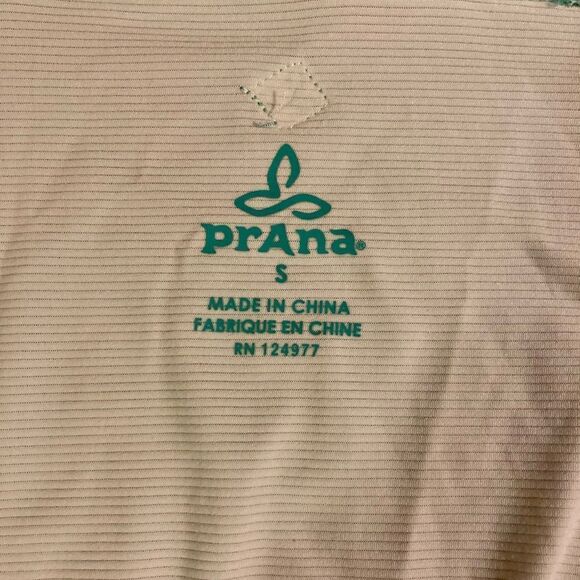 prAna®
S
MADE IN CHINA
FABRIQUE EN CHINE
RN 124977